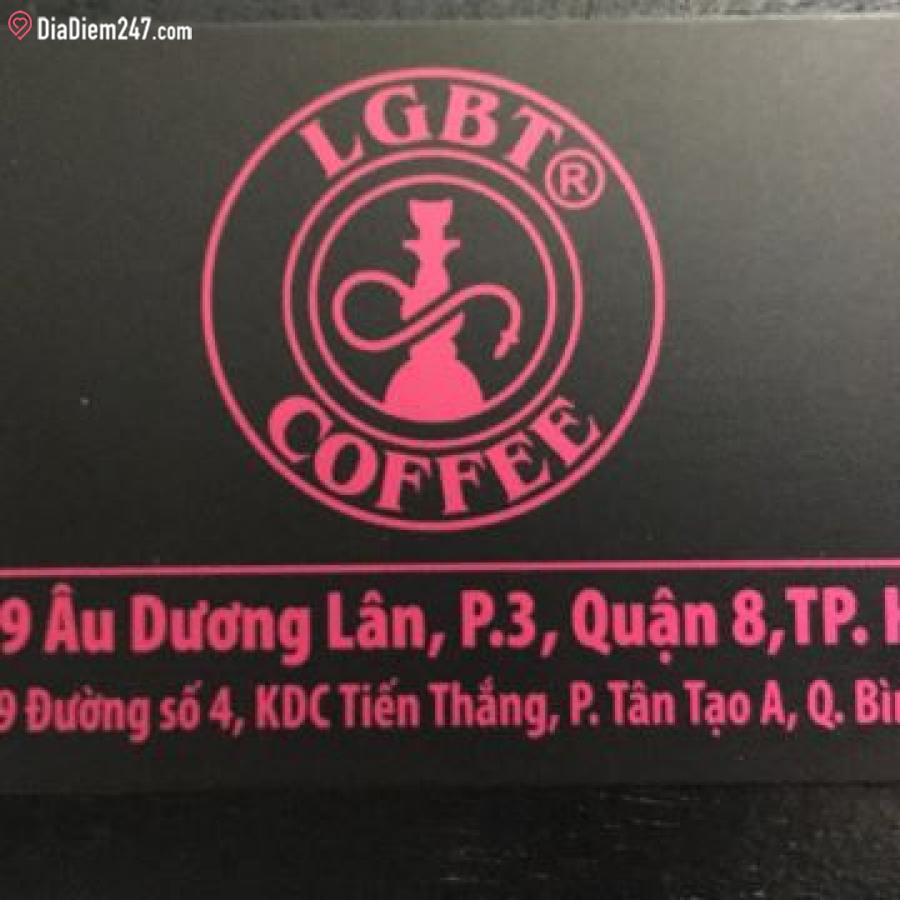 DiaDiem247.com
LGBT®
COFFEE
9 Âu Dương Lân, P.3, Quận 8,TP.
9 Đường số 4, KDC Tiến Thắng, P. Tân Tạo A, Q.